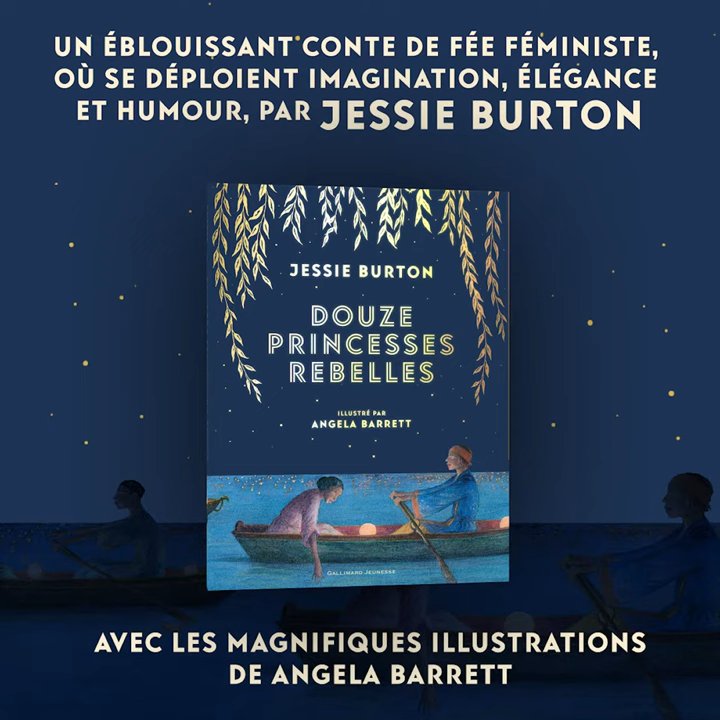 UN ÉBLOUISSANT CONTE DE FÉE FÉMINISTE,
OÙ SE DÉPLOIENT IMAGINATION, ÉLÉGANCE
ET HUMOUR, PAR JESSIE BURTON
JESSIE BURTON
DOUZE
PRINCESSES
REBELLES
ILLUSTRÉ PAR
ANGELA BARRETT
GALLIMARD JEUNESSE
AVEC LES MAGNIFIQUES ILLUSTRATIONS
DE ANGELA BARRETT